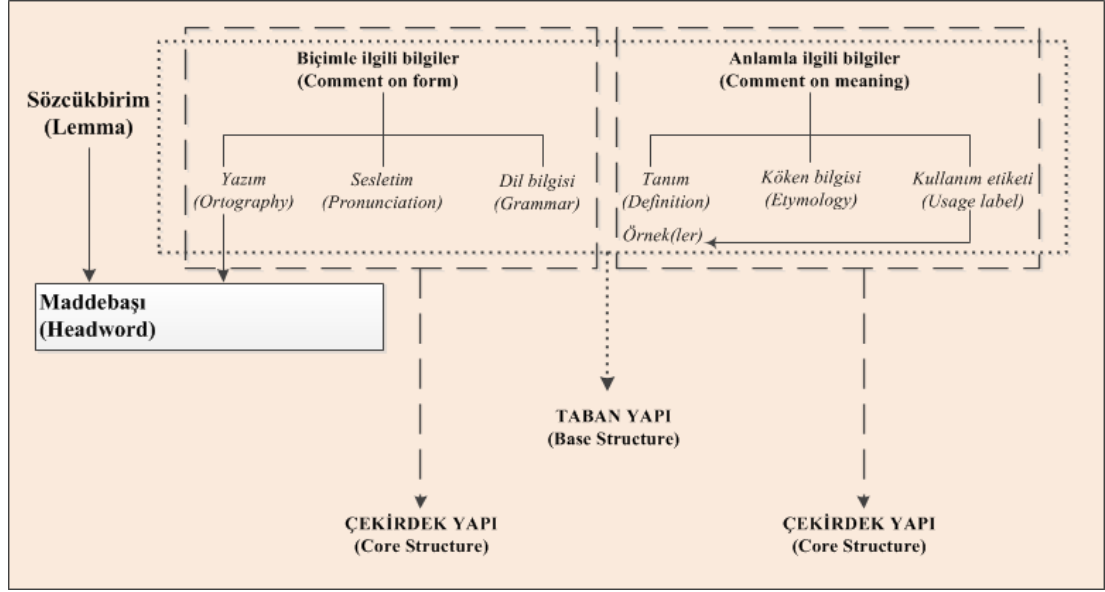 Biçimle ilgili bilgiler
(Comment on form)
Anlamla ilgili bilgiler
(Comment on meaning)
Sözcükbirim
(Lemma)
Yazım
(Ortography)
Sesletim
(Pronunciation)
Dil bilgisi
(Grammar)
Tanım
(Definition)
Örnek(ler)
Köken bilgisi
(Etymology)
Kullanım etiketi
(Usage label)
Maddebaşı
(Headword)
TABAN YAPI
(Base Structure)
ÇEKİRDEK YAPI
(Core Structure)
ÇEKİRDEK YAPI
(Core Structure)